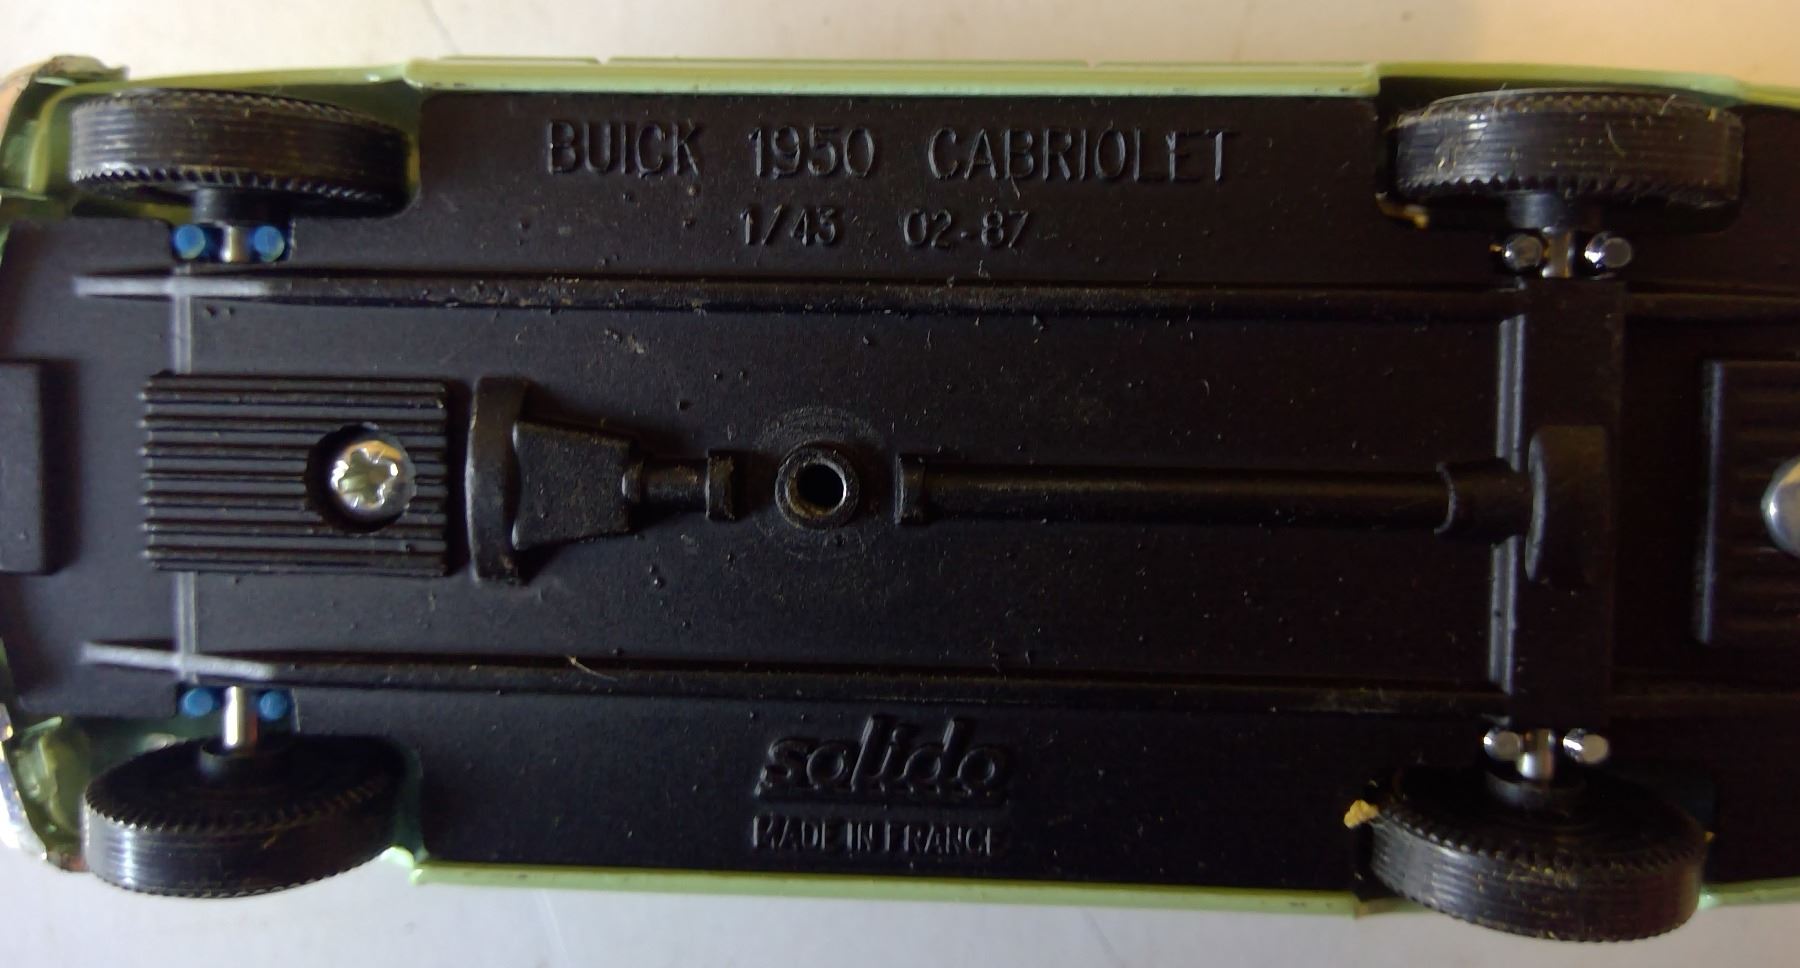 BUICK 1950 CABRIOLET
1/43 02-87
solido
MADE IN FRANCE